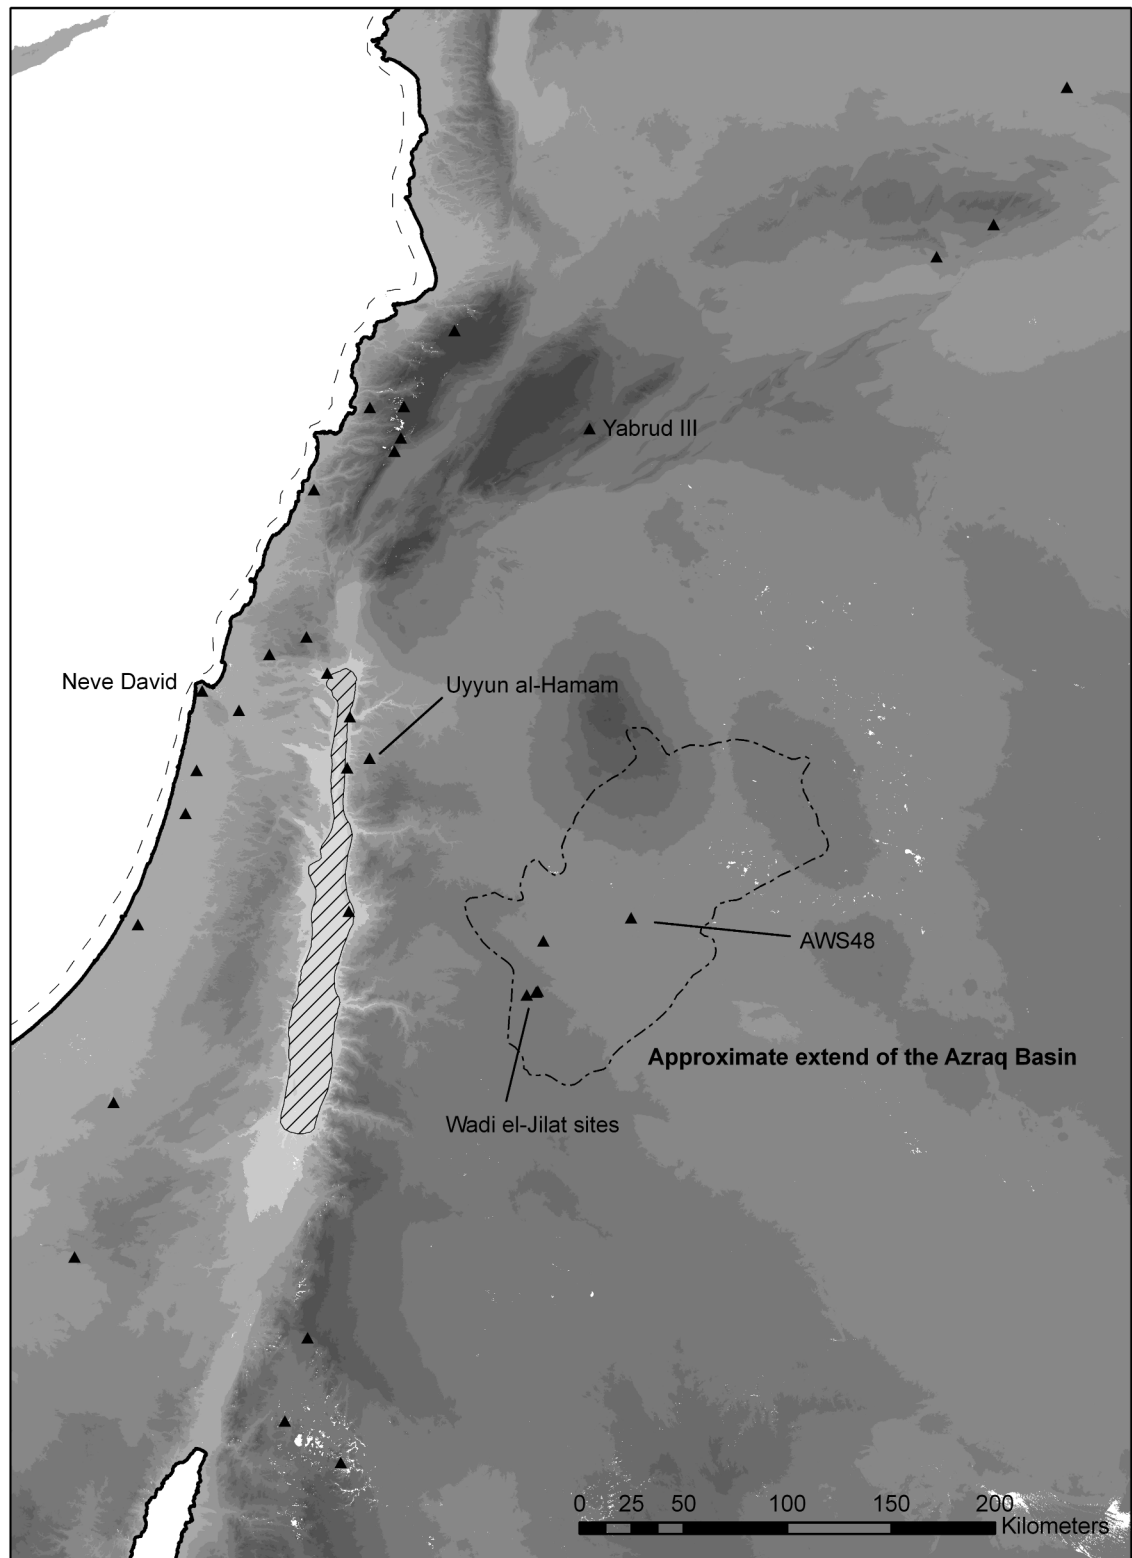 Yabrud III
Neve David
Uyyun al-Hamam
AWS48
Approximate extend of the Azraq Basin
Wadi el-Jilat sites
0 25 50 100 150 200
Kilometers